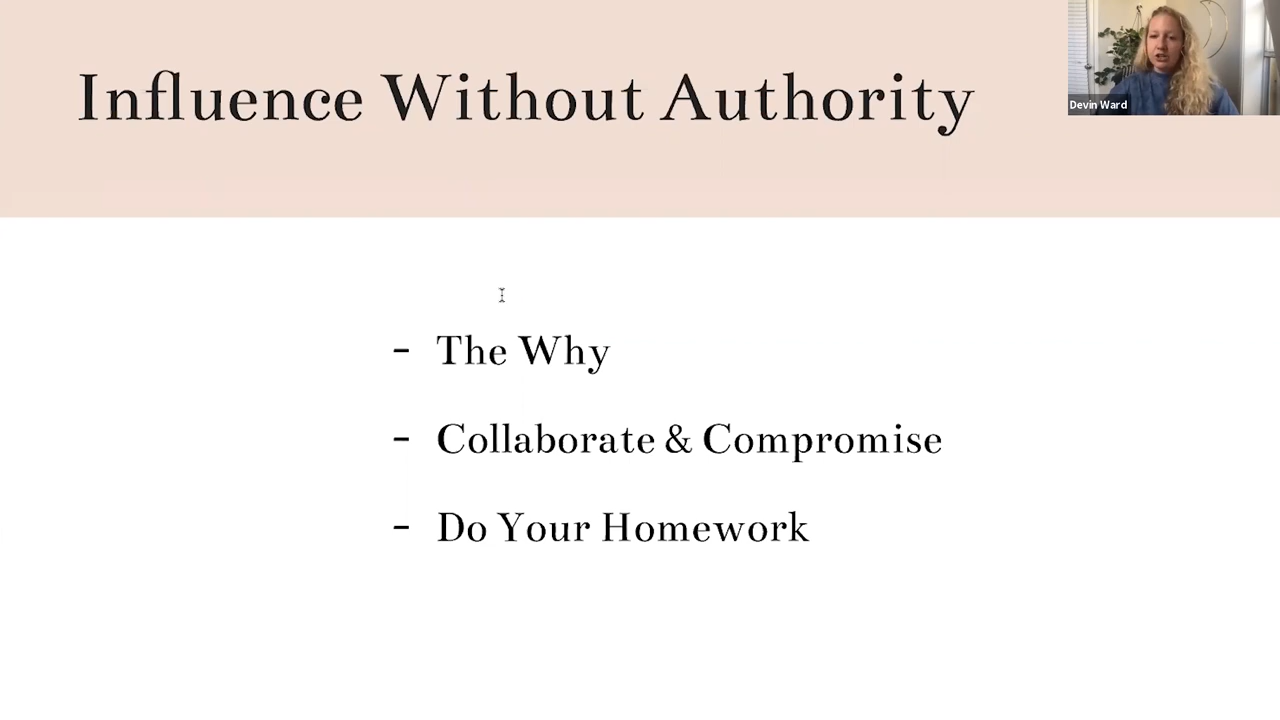 Influence Without Authority
Devin Ward
- The Why
- Collaborate & Compromise
- Do Your Homework